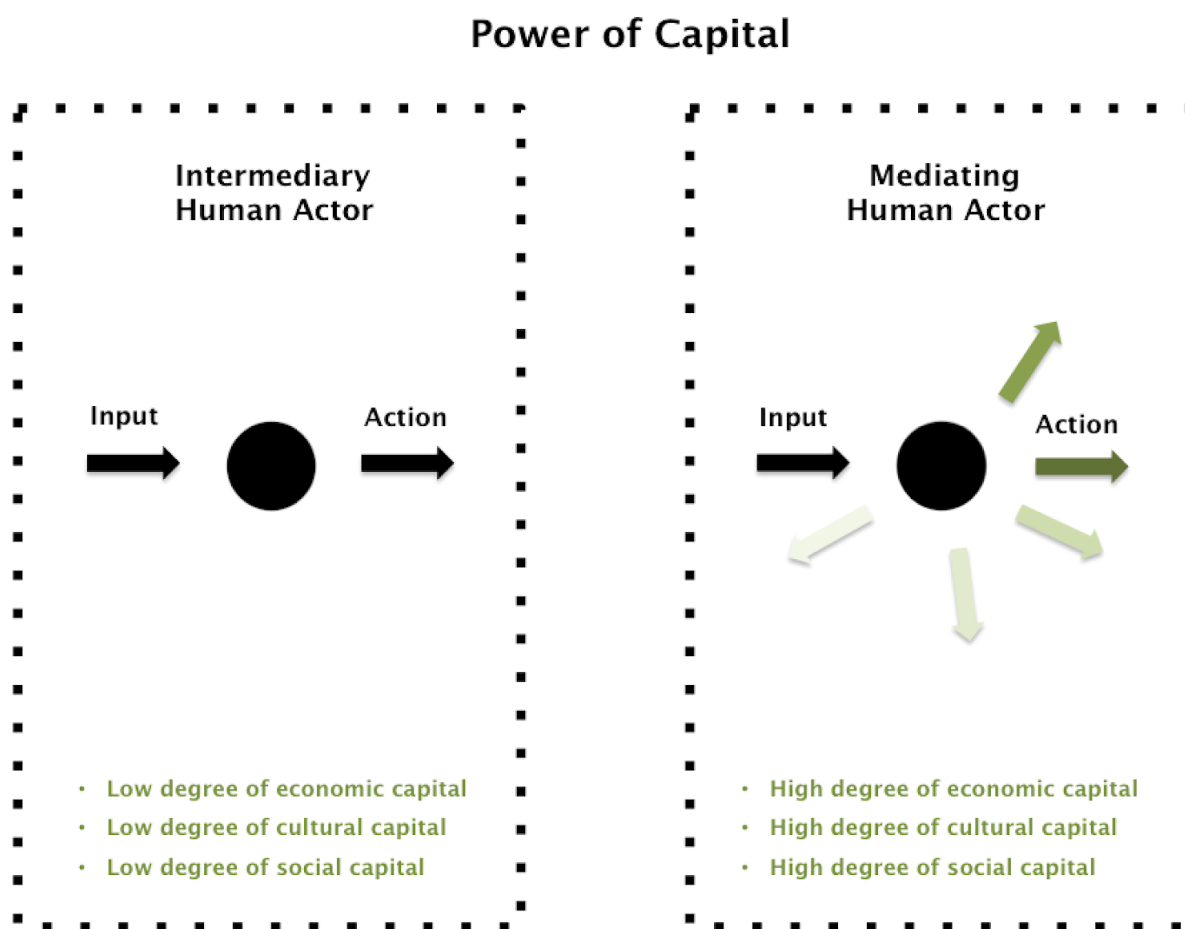 Power of Capital
Intermediary
Human Actor
Input
Action
• Low degree of economic capital
• Low degree of cultural capital
• Low degree of social capital
Mediating
Human Actor
Input
Action
• High degree of economic capital
• High degree of cultural capital
• High degree of social capital